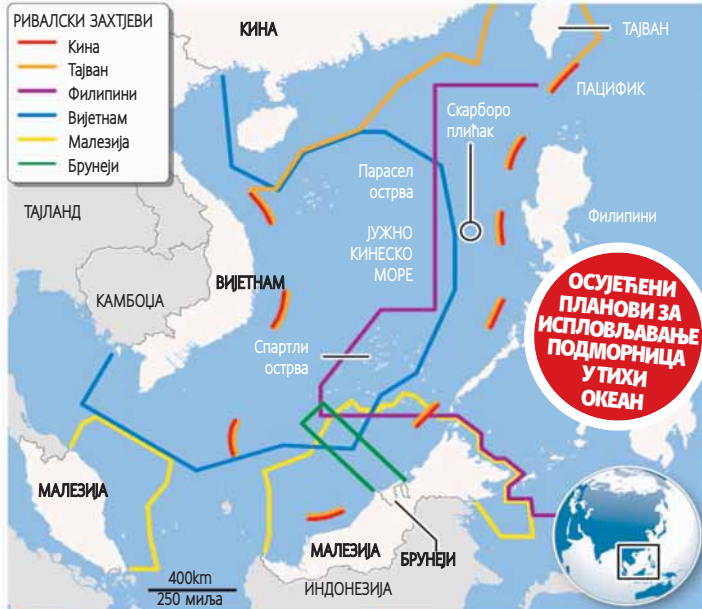 РИВАЛСКИ ЗАХТЈЕВИ
Кина
Тајван
Филипини
Вијетнам
Малезија
Брунеји
КИНА
ТАЈВАН
ПАЦИФИК
Скарборо
плићак
Парасел
острва
Филипини
ЈУЖНО
КИНЕСКО
МОРЕ
ТАЈЛАНД
КАМБОЏА
ВИЈЕТНАМ
Спартли
острва
ОСУЈЕЋЕНИ
ПЛАНОВИ ЗА
ИСПЛОВЉАВАЊЕ
ПОДМОРНИЦА
У ТИХИ
ОКЕАН
МАЛЕЗИЈА
МАЛЕЗИЈА
БРУНЕЈИ
ИНДОНЕЗИЈА
400km
250 миља